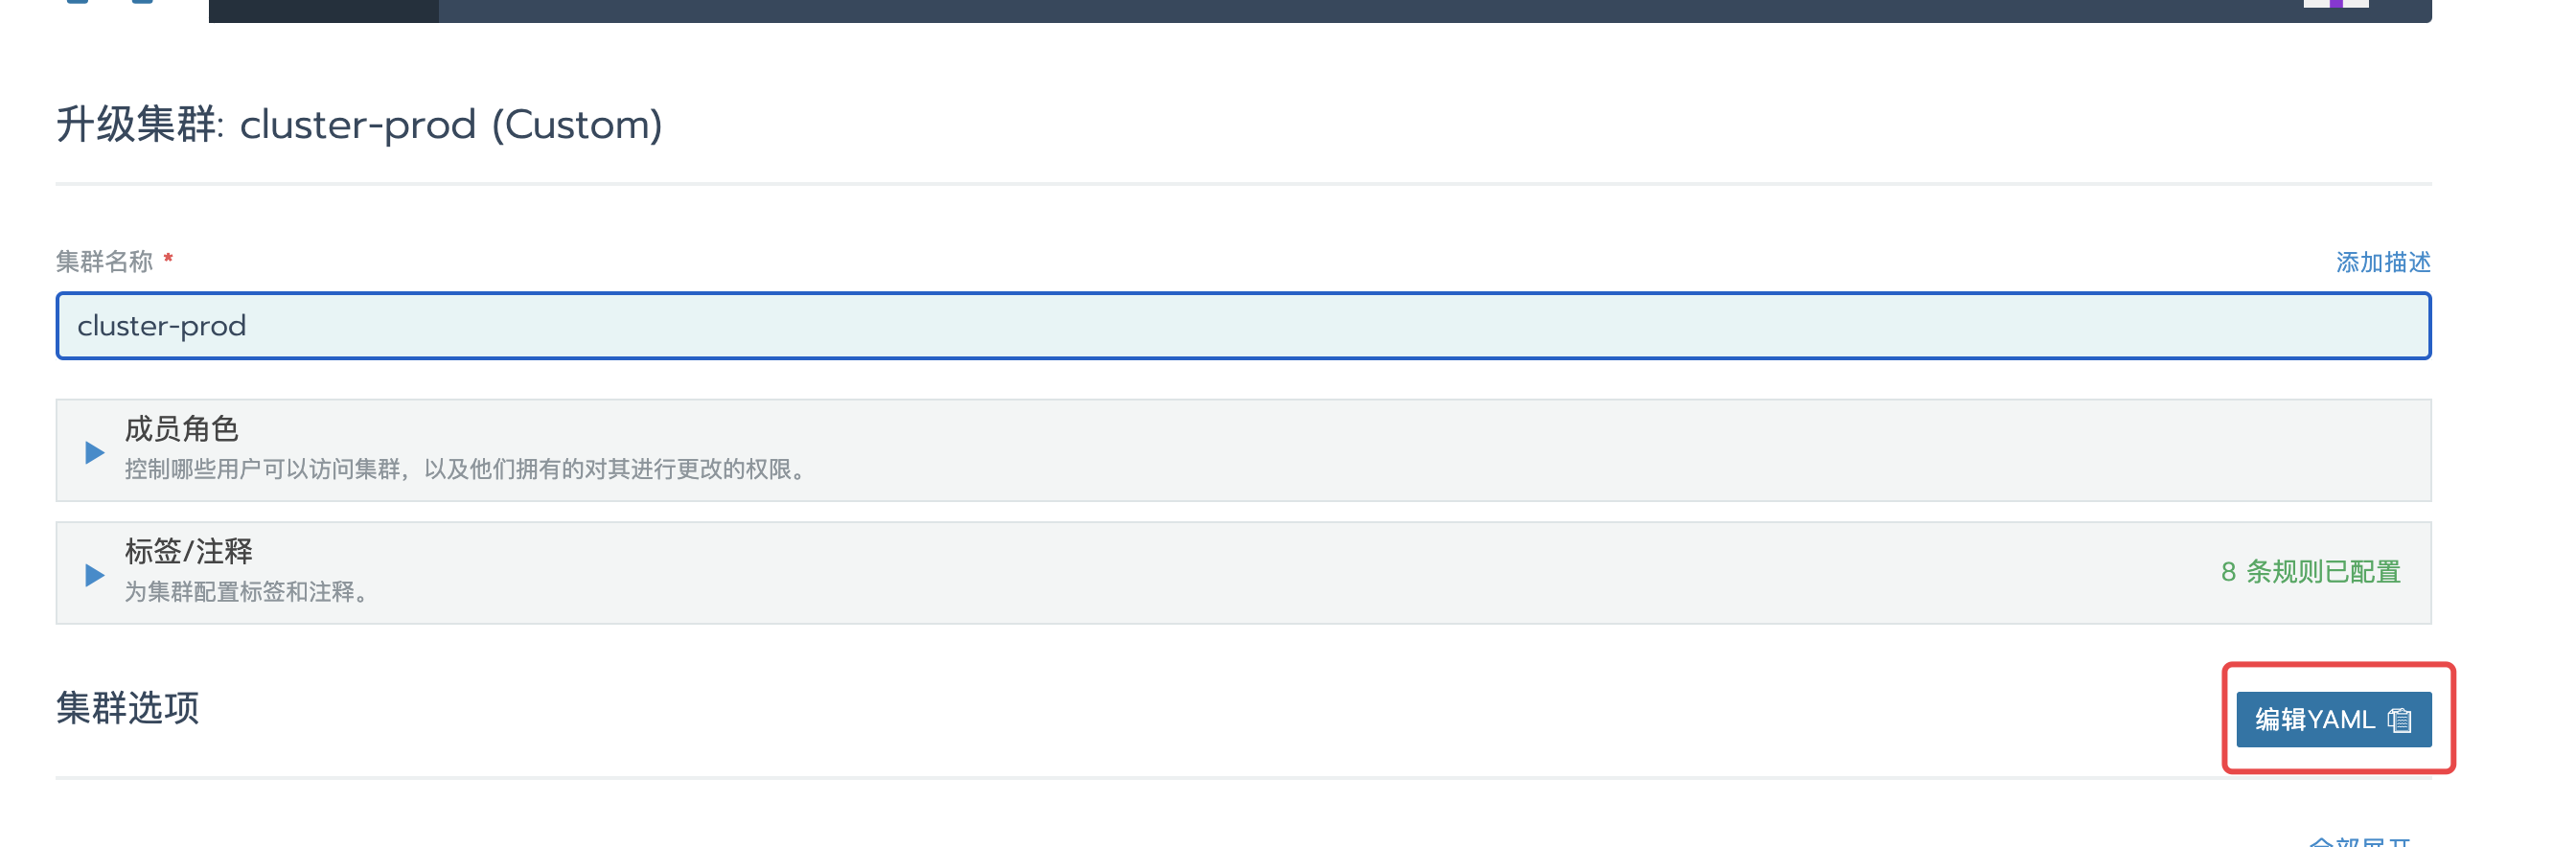 升级集群: cluster-prod (Custom)
集群名称 *
添加描述
cluster-prod
成员角色
控制哪些用户可以访问集群，以及他们拥有的对其进行更改的权限。
标签/注释
为集群配置标签和注释。
8 条规则已配置
集群选项
编辑YAML
全部展开